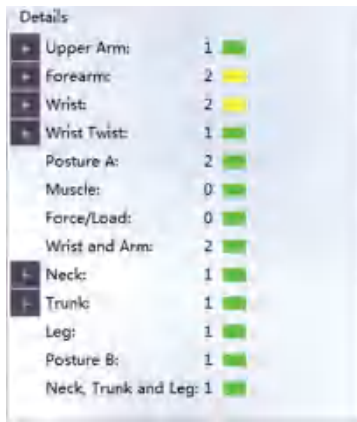 Details
Upper Arm: 1
Forearm: 2
Wrist: 2
Wrist Twist: 1
Posture A: 2
Muscle: 0
Force/Load: 0
Wrist and Arm: 2
Neck: 1
Trunk: 1
Leg: 1
Posture B: 1
Neck, Trunk and Leg: 1